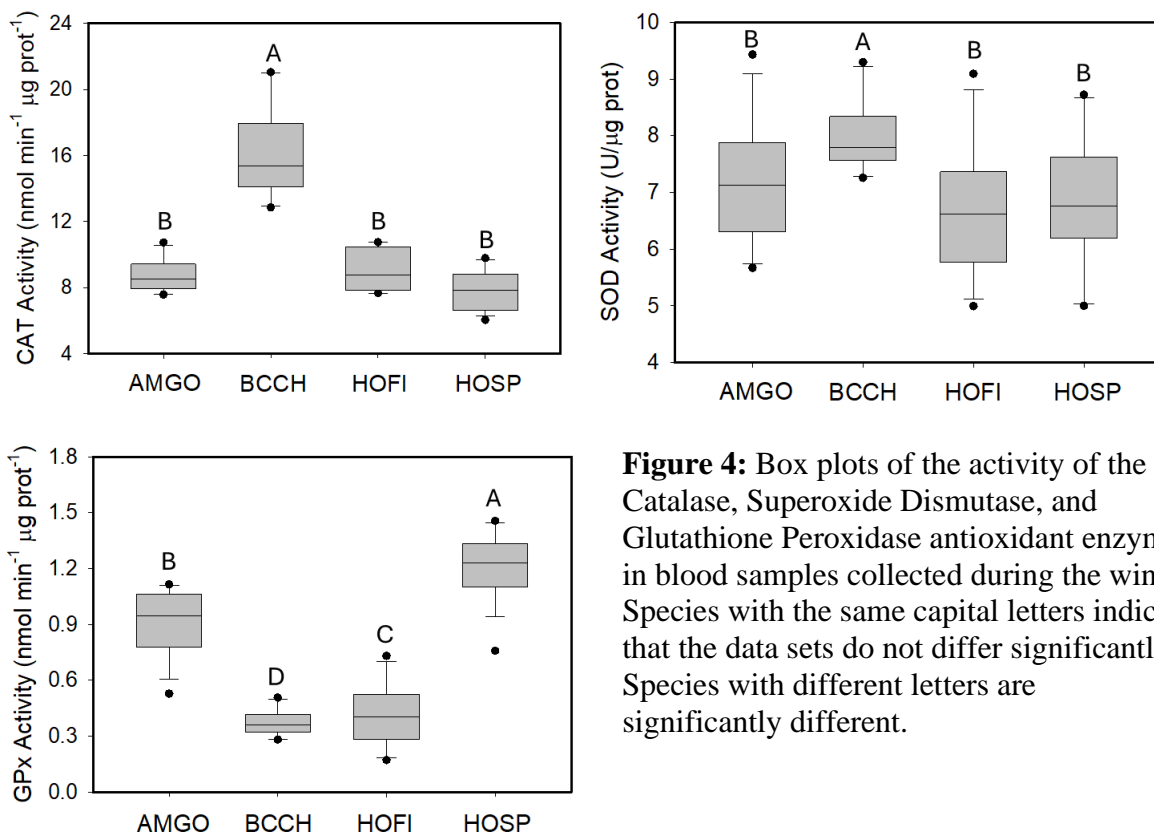 CAT Activity (nmol min⁻¹ µg prot⁻¹)
24
20
16
12
8
4
B
A
B
B
AMGO
BCCH
HOFI
HOSP
SOD Activity (U/µg prot)
10
9
8
7
6
5
4
B
A
B
B
AMGO
BCCH
HOFI
HOSP
GPx Activity (nmol min⁻¹ µg prot⁻¹)
1.8
1.5
1.2
0.9
0.6
0.3
0.0
B
D
C
A
AMGO
BCCH
HOFI
HOSP
Figure 4: Box plots of the activity of the
Catalase, Superoxide Dismutase, and
Glutathione Peroxidase antioxidant enzym
in blood samples collected during the win
Species with the same capital letters indic
that the data sets do not differ significantl
Species with different letters are
significantly different.